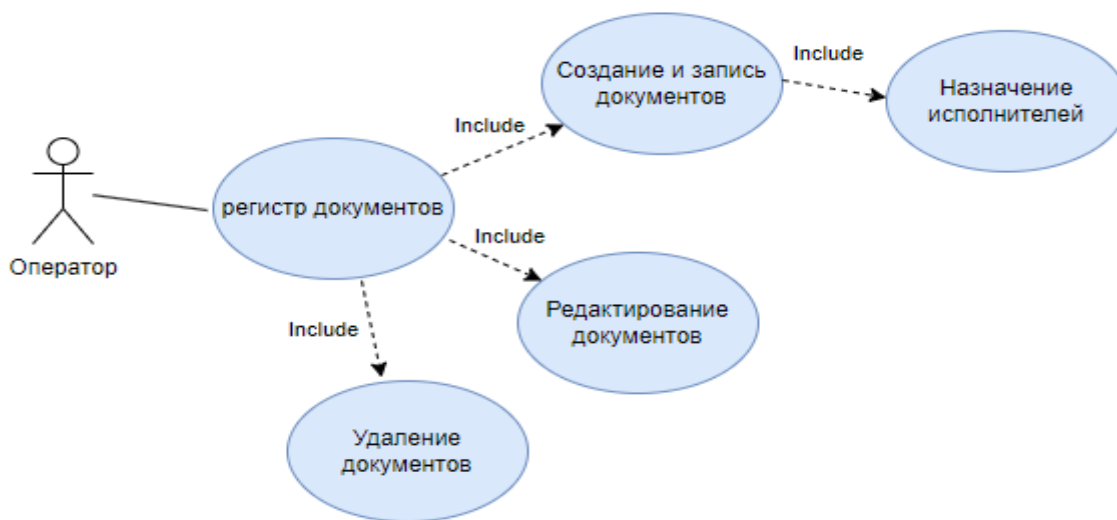 Include
Создание и запись
документов
Назначение
исполнителей
Include
регистр документов
Оператор
Include
Редактирование
документов
Include
Удаление
документов